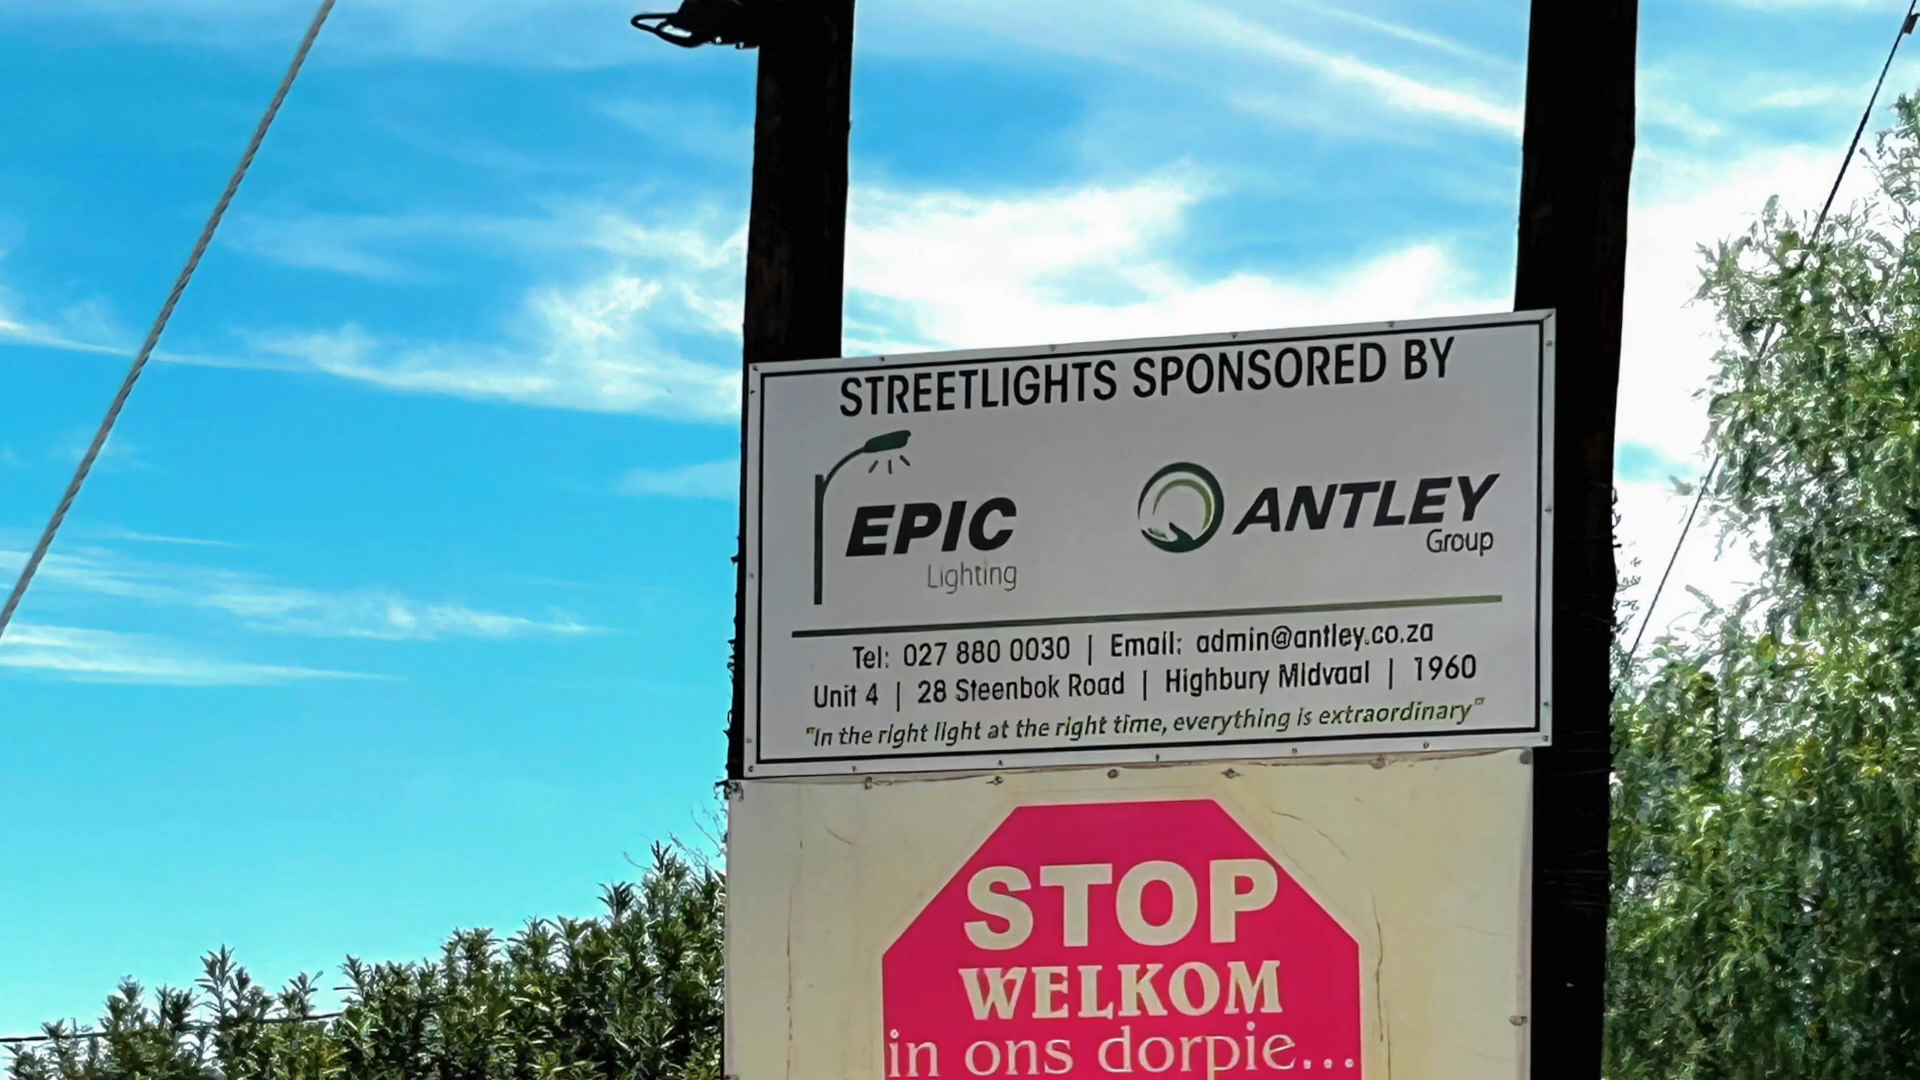 STREETLIGHTS SPONSORED BY
EPIC
Lighting
ANTLEY
Group
Tel: 027 880 0030 | Email: admin@antley.co.za
Unit 4 | 28 Steenbok Road | Highbury Midvaal | 1960
"In the right light at the right time, everything is extraordinary"
STOP
WELKOM
in ons dorpie...